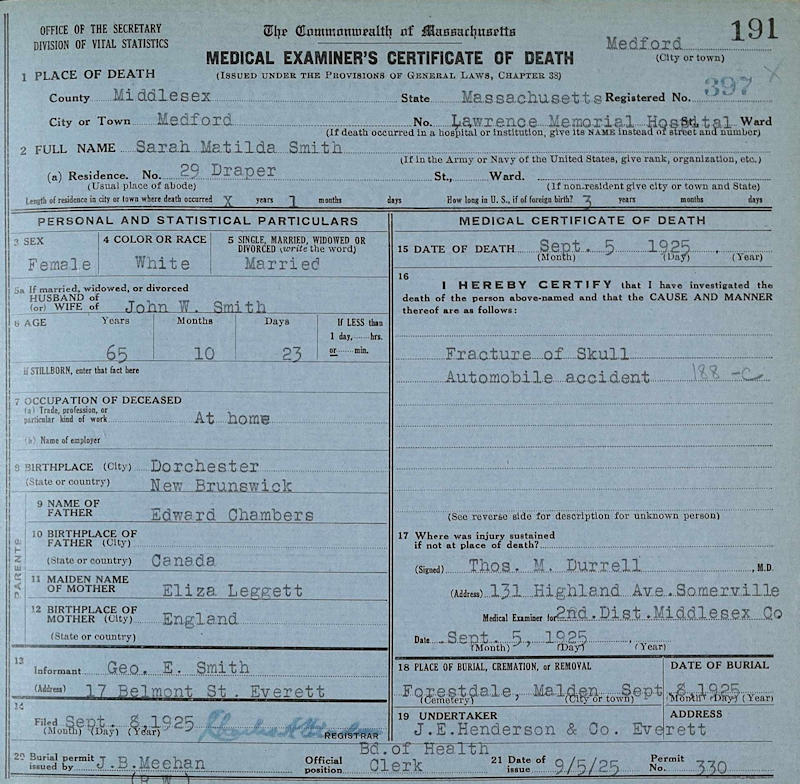 OFFICE OF THE SECRETARY
DIVISION OF VITAL STATISTICS
The Commonwealth of Massachusetts
MEDICAL EXAMINER'S CERTIFICATE OF DEATH
(ISSUED UNDER THE PROVISIONS OF GENERAL LAWS, CHAPTER 38)
191
Medford
(City or town)
1 PLACE OF DEATH
County Middlesex State Massachusetts Registered No. 397
City or Town Medford No. Lawrence Memorial Hospital St. Ward
(If death occurred in a hospital or institution, give its NAME instead of street and number)
2 FULL NAME Sarah Matilda Smith
(If in the Army or Navy of the United States, give rank, organization, etc.)
(a) Residence. No. 29 Draper St., Ward.
(Usual place of abode) (If non-resident give city or town and State)
Length of residence in city or town where death occurred X years 1 months days How long in U. S., if of foreign birth? 3 years months days
PERSONAL AND STATISTICAL PARTICULARS
3 SEX Female
4 COLOR OR RACE White
5 SINGLE, MARRIED, WIDOWED OR
DIVORCED (write the word)
Married
5a If married, widowed, or divorced
HUSBAND of
(or) WIFE of John W. Smith
6 AGE Years Months Days If LESS than
1 day, hrs.
65 10 23 or min.
If STILLBORN, enter that fact here
7 OCCUPATION OF DECEASED
(a) Trade, profession, or
particular kind of work At home
(b) Name of employer
8 BIRTHPLACE (City) Dorchester
(State or country) New Brunswick
PARENTS
9 NAME OF
FATHER Edward Chambers
10 BIRTHPLACE OF
FATHER (City)
(State or country) Canada
11 MAIDEN NAME
OF MOTHER Eliza Leggett
12 BIRTHPLACE OF
MOTHER (City) England
(State or country)
13
Informant Geo. E. Smith
(Address) 17 Belmont St. Everett
14
Filed Sept. 8, 1925
(Month) (Day) (Year) REGISTRAR
MEDICAL CERTIFICATE OF DEATH
15 DATE OF DEATH Sept. 5 1925
(Month) (Day) (Year)
16
I HEREBY CERTIFY that I have investigated the
death of the person above-named and that the CAUSE AND MANNER
thereof are as follows:
Fracture of Skull
Automobile accident 188-c
(See reverse side for description for unknown person)
17 Where was injury sustained
if not at place of death?
(Signed) Thos. M. Durrell, M.D.
(Address) 131 Highland Ave. Somerville
Medical Examiner for 2nd. Dist. Middlesex Co
Date Sept. 5, 1925
(Month) (Day) (Year)
18 PLACE OF BURIAL, CREMATION, OR REMOVAL DATE OF BURIAL
Forestdale, Malden Sept. 8, 1925
(Cemetery) (City or town) (Month) (Day) (Year)
19 UNDERTAKER ADDRESS
J.E.Henderson & Co. Everett
20 Burial permit
issued by J.B.Meehan
Official
position Bd.of Health
Clerk
21 Date of
issue 9/5/25
Permit
No. 330